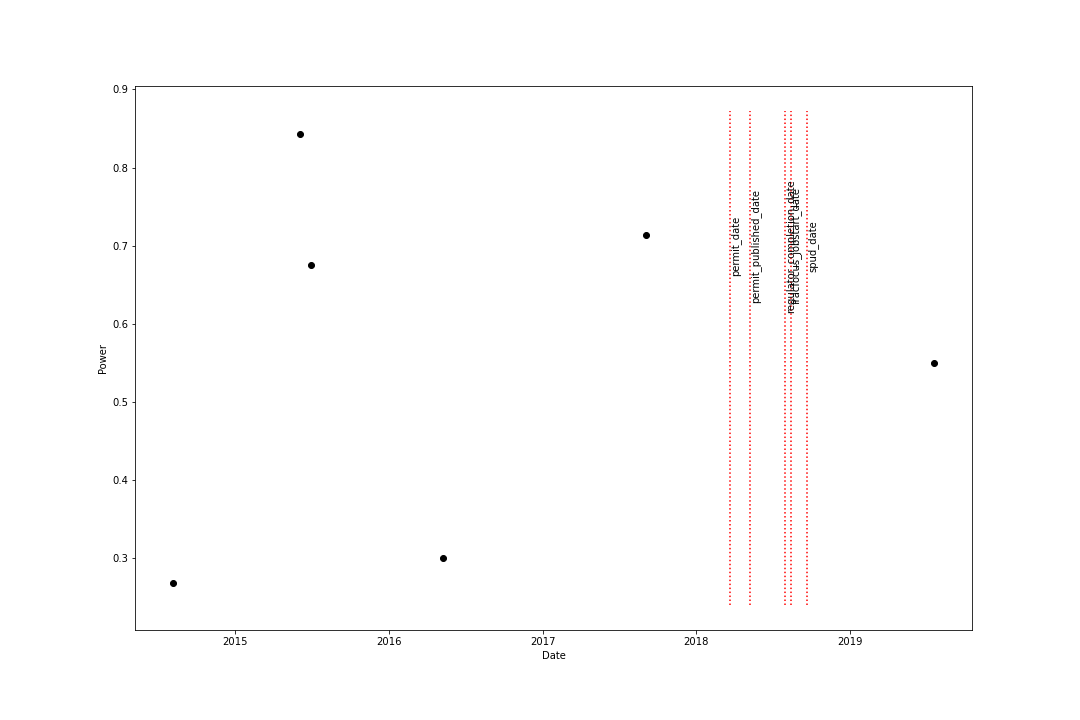 0.9
0.8
0.7
0.6
0.5
0.4
0.3
Power
permit_date
permit_published_date
regulator_completion_date
fracfocus_jobstart_date
spud_date
2015
2016
2017
2018
2019
Date